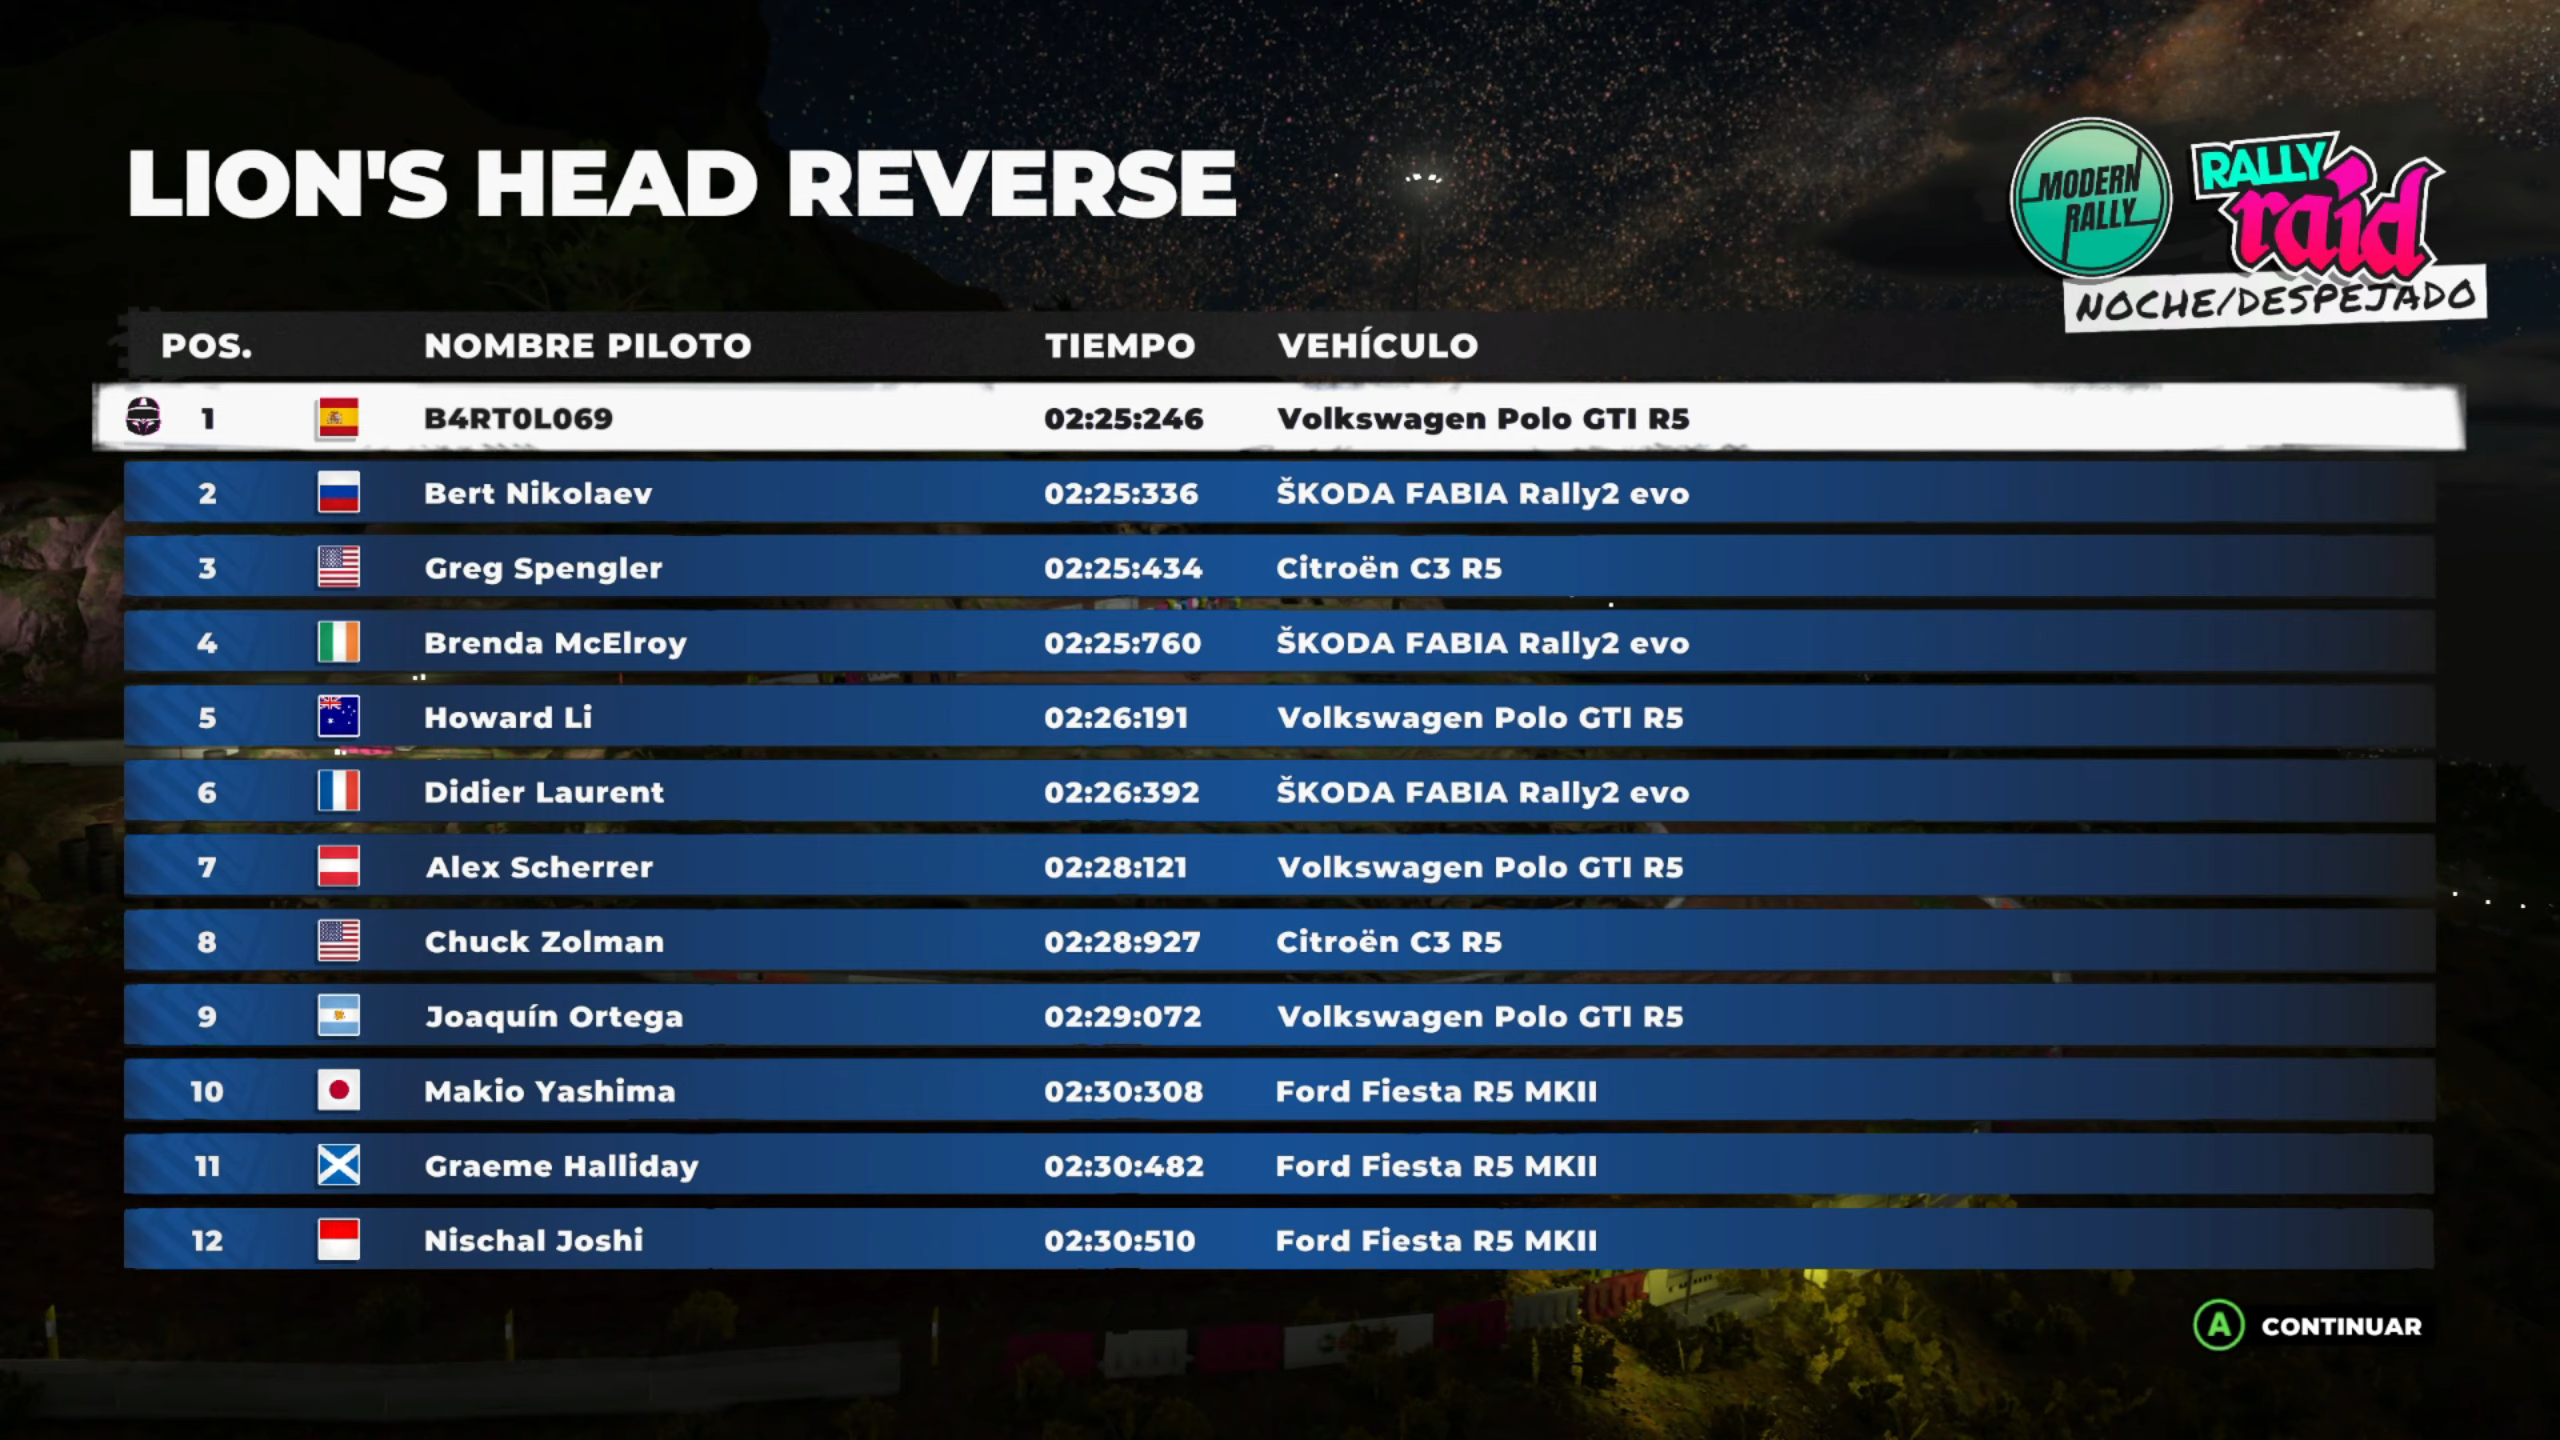 LION'S HEAD REVERSE
MODERN
RALLY
RALLY
raid
NOCHE/DESPEJADO
POS. NOMBRE PILOTO TIEMPO VEHÍCULO
1 B4RT0L069 02:25:246 Volkswagen Polo GTI R5
2 Bert Nikolaev 02:25:336 ŠKODA FABIA Rally2 evo
3 Greg Spengler 02:25:434 Citroën C3 R5
4 Brenda McElroy 02:25:760 ŠKODA FABIA Rally2 evo
5 Howard Li 02:26:191 Volkswagen Polo GTI R5
6 Didier Laurent 02:26:392 ŠKODA FABIA Rally2 evo
7 Alex Scherrer 02:28:121 Volkswagen Polo GTI R5
8 Chuck Zolman 02:28:927 Citroën C3 R5
9 Joaquín Ortega 02:29:072 Volkswagen Polo GTI R5
10 Makio Yashima 02:30:308 Ford Fiesta R5 MKII
11 Graeme Halliday 02:30:482 Ford Fiesta R5 MKII
12 Nischal Joshi 02:30:510 Ford Fiesta R5 MKII
A CONTINUAR